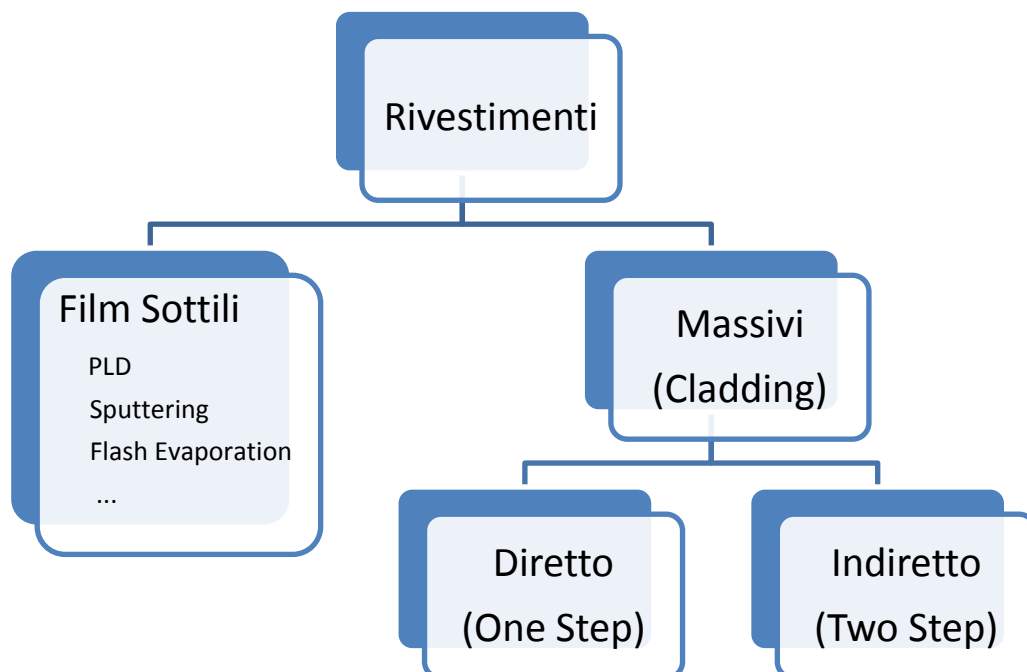 Rivestimenti
Film Sottili
PLD
Sputtering
Flash Evaporation
...
Massivi
(Cladding)
Diretto
(One Step)
Indiretto
(Two Step)